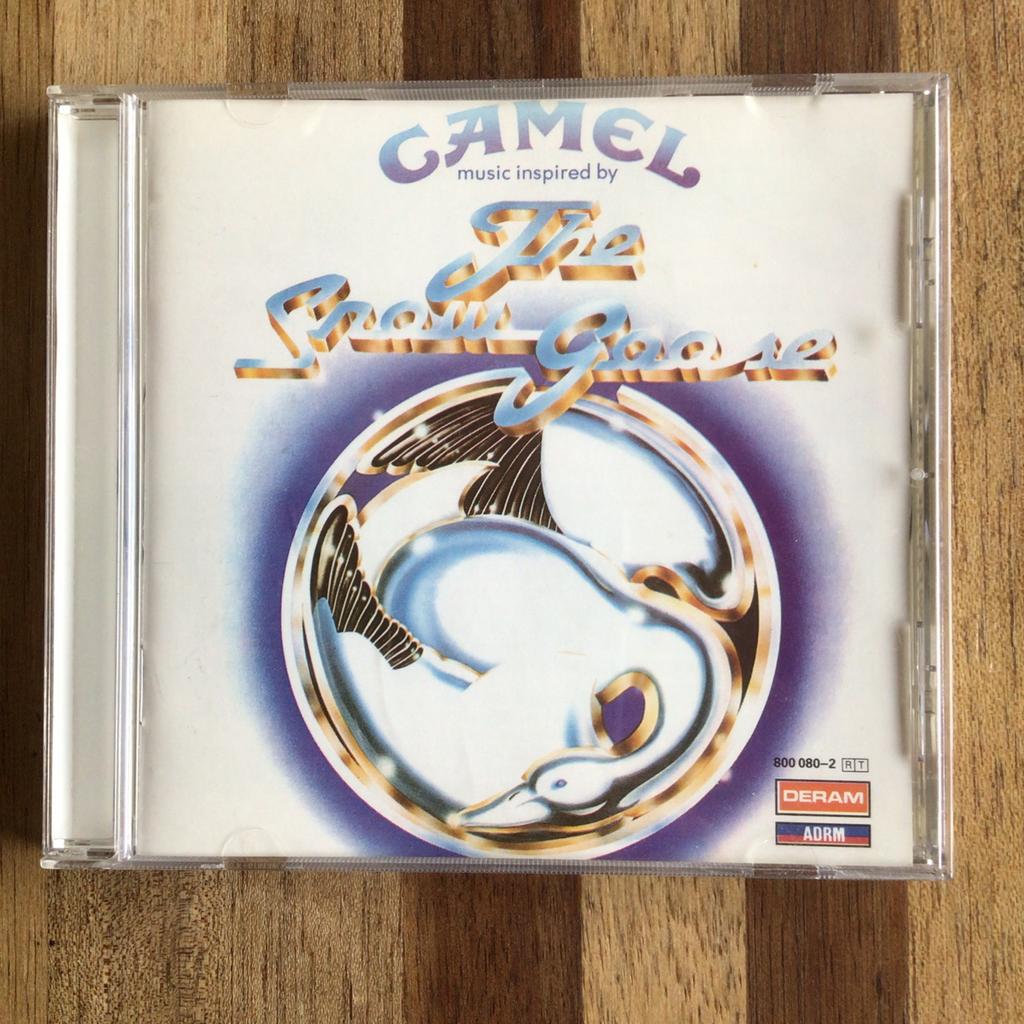 CAMEL
music inspired by
The
Snow Goose
800 080-2 RT
DERAM
ADRM